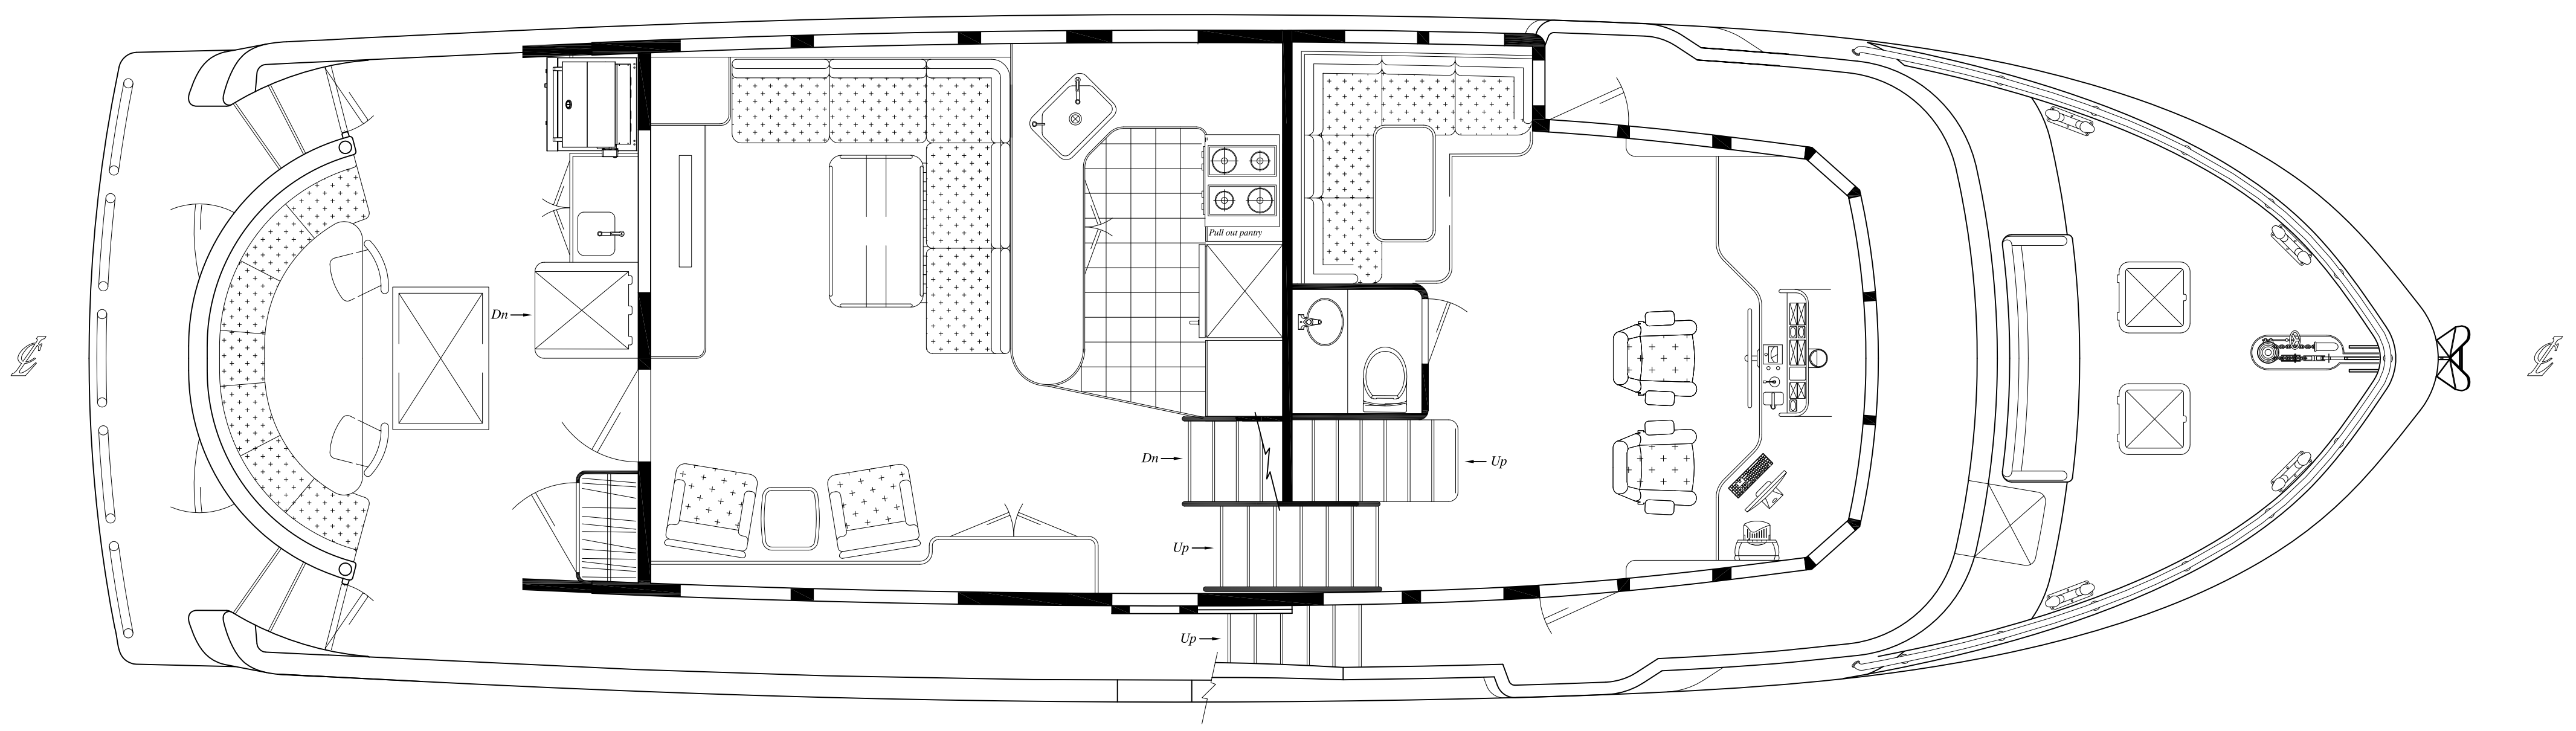 ℄
Dn
Pull out pantry
Dn
Up
Up
Up
℄